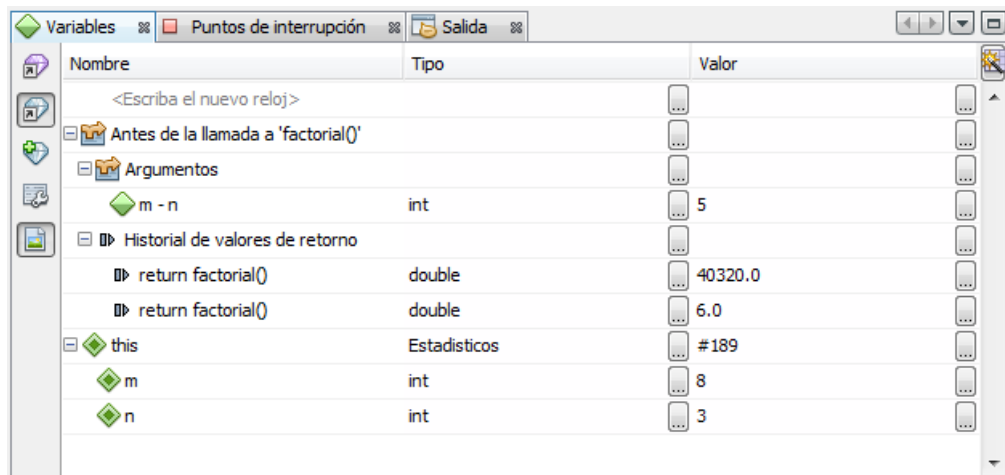 Variables Puntos de interrupción Salida
Nombre Tipo Valor
<Escriba el nuevo reloj>
Antes de la llamada a 'factorial()'
Argumentos
m - n int 5
Historial de valores de retorno
return factorial() double 40320.0
return factorial() double 6.0
this Estadisticos #189
m int 8
n int 3